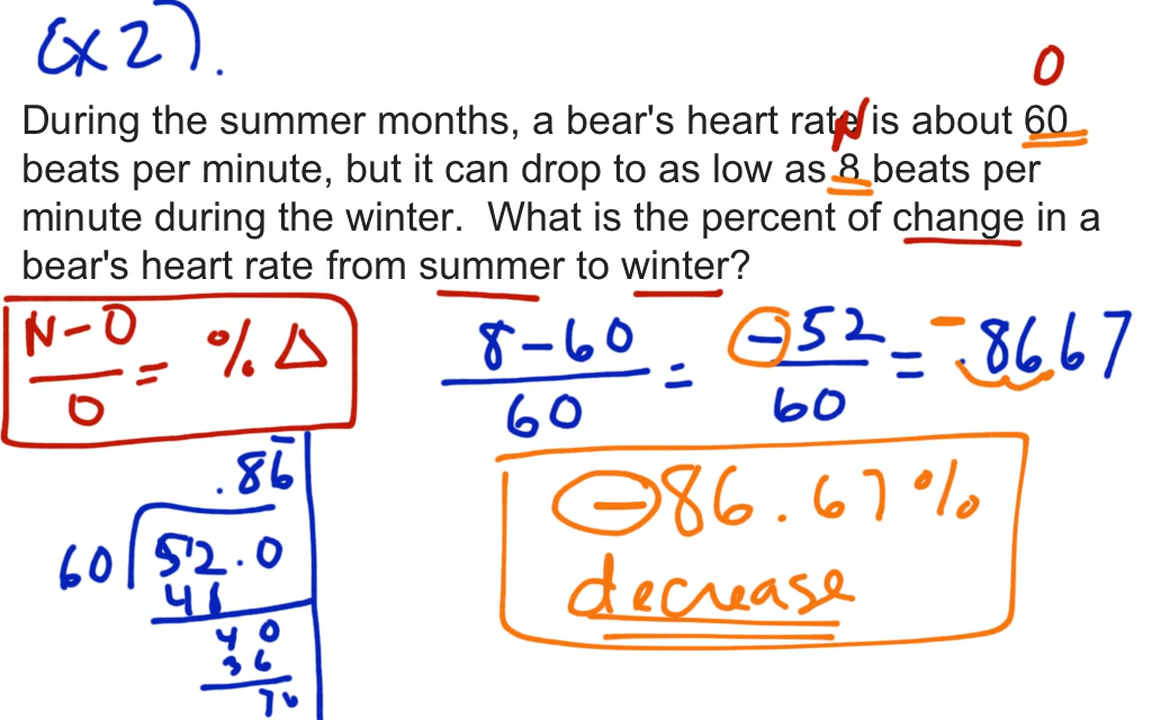 Ex 2).
O
During the summer months, a bear's heart rate is about 60
N
beats per minute, but it can drop to as low as 8 beats per
minute during the winter.  What is the percent of change in a
bear's heart rate from summer to winter?
N-O
O
= % Δ
8-60
60
= -52
60
= -.8667
.86
60 52.0
48
40
36
-86.67%
decrease